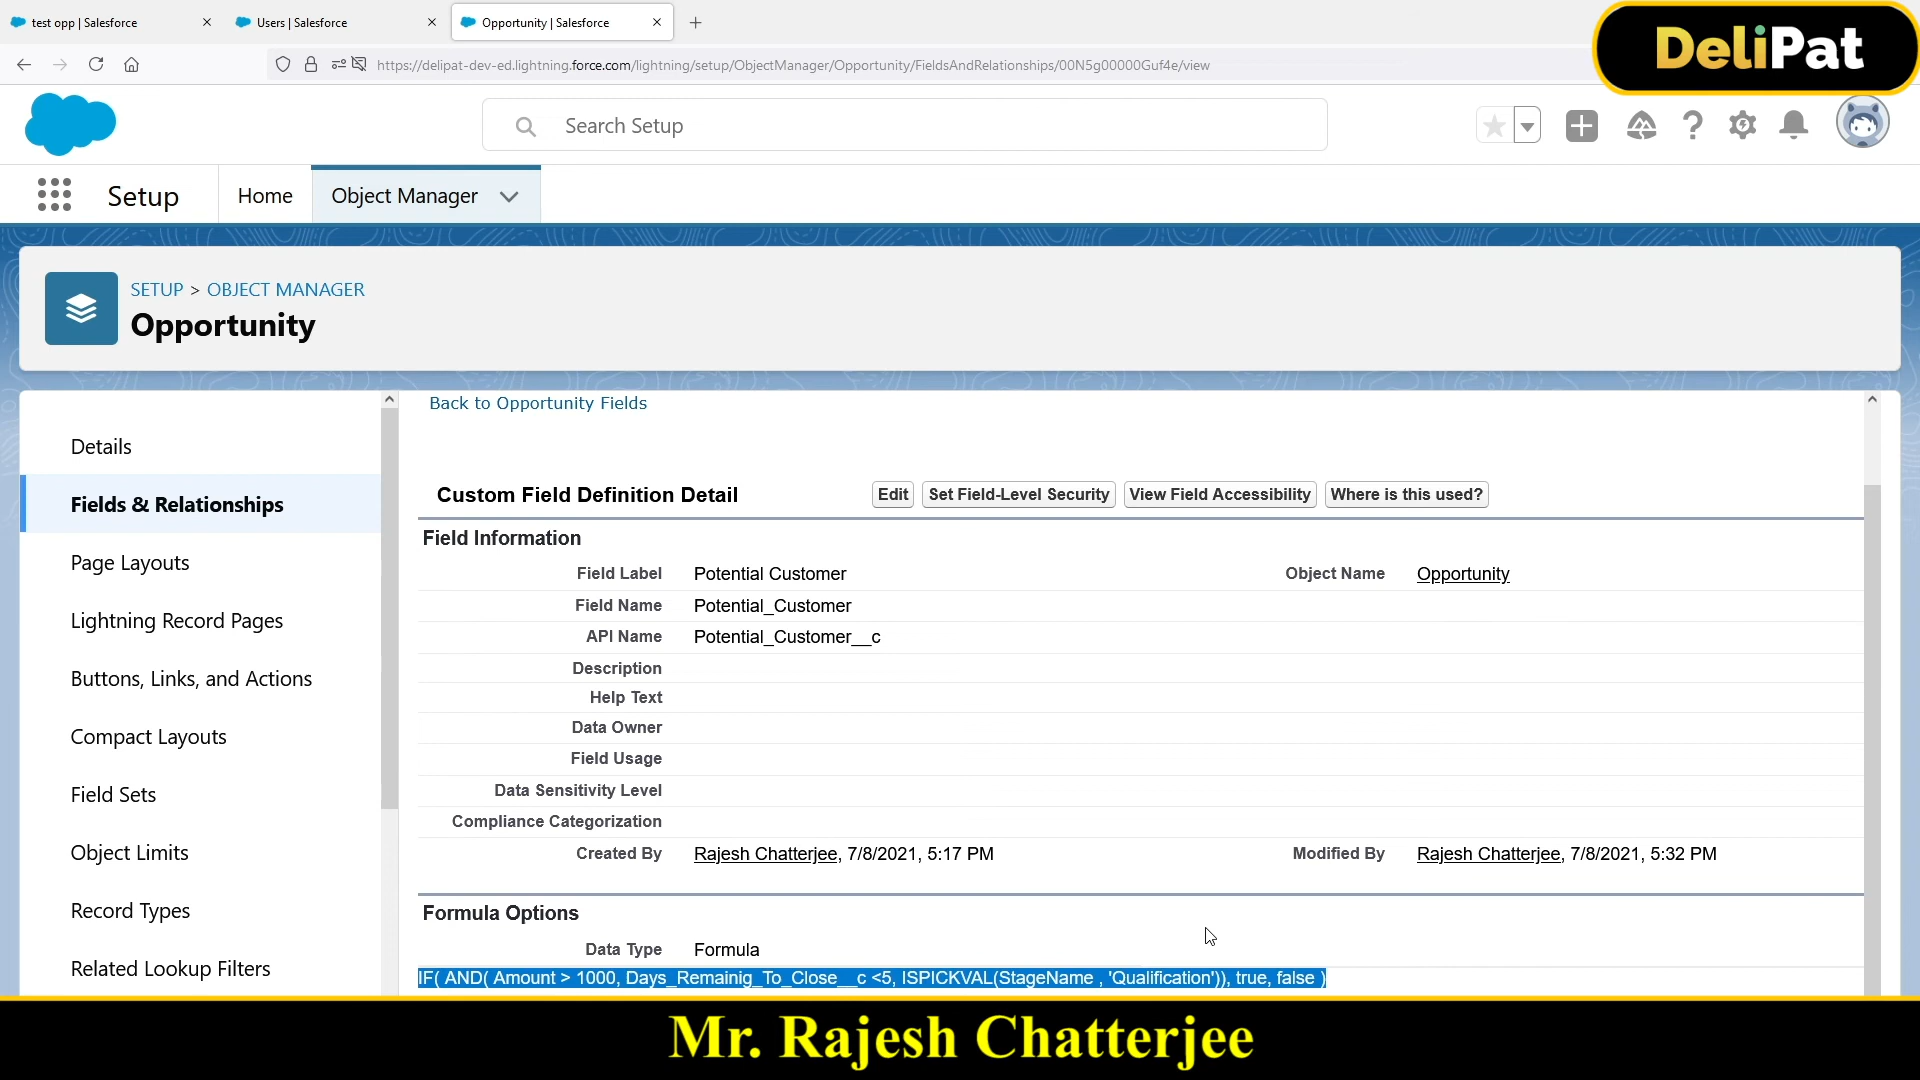 test opp | Salesforce
Users | Salesforce
Opportunity | Salesforce
DeliPat
https://delipat-dev-ed.lightning.force.com/lightning/setup/ObjectManager/Opportunity/FieldsAndRelationships/00N5g00000Guf4e/view
Search Setup
Setup
Home
Object Manager
SETUP > OBJECT MANAGER
Opportunity
Back to Opportunity Fields
Details
Fields & Relationships
Page Layouts
Lightning Record Pages
Buttons, Links, and Actions
Compact Layouts
Field Sets
Object Limits
Record Types
Related Lookup Filters
Custom Field Definition Detail
Edit
Set Field-Level Security
View Field Accessibility
Where is this used?
Field Information
Field Label Potential Customer Object Name Opportunity
Field Name Potential_Customer
API Name Potential_Customer__c
Description
Help Text
Data Owner
Field Usage
Data Sensitivity Level
Compliance Categorization
Created By Rajesh Chatterjee, 7/8/2021, 5:17 PM Modified By Rajesh Chatterjee, 7/8/2021, 5:32 PM
Formula Options
Data Type Formula
IF( AND( Amount > 1000, Days_Remainig_To_Close__c <5, ISPICKVAL(StageName , 'Qualification')), true, false )
Mr. Rajesh Chatterjee